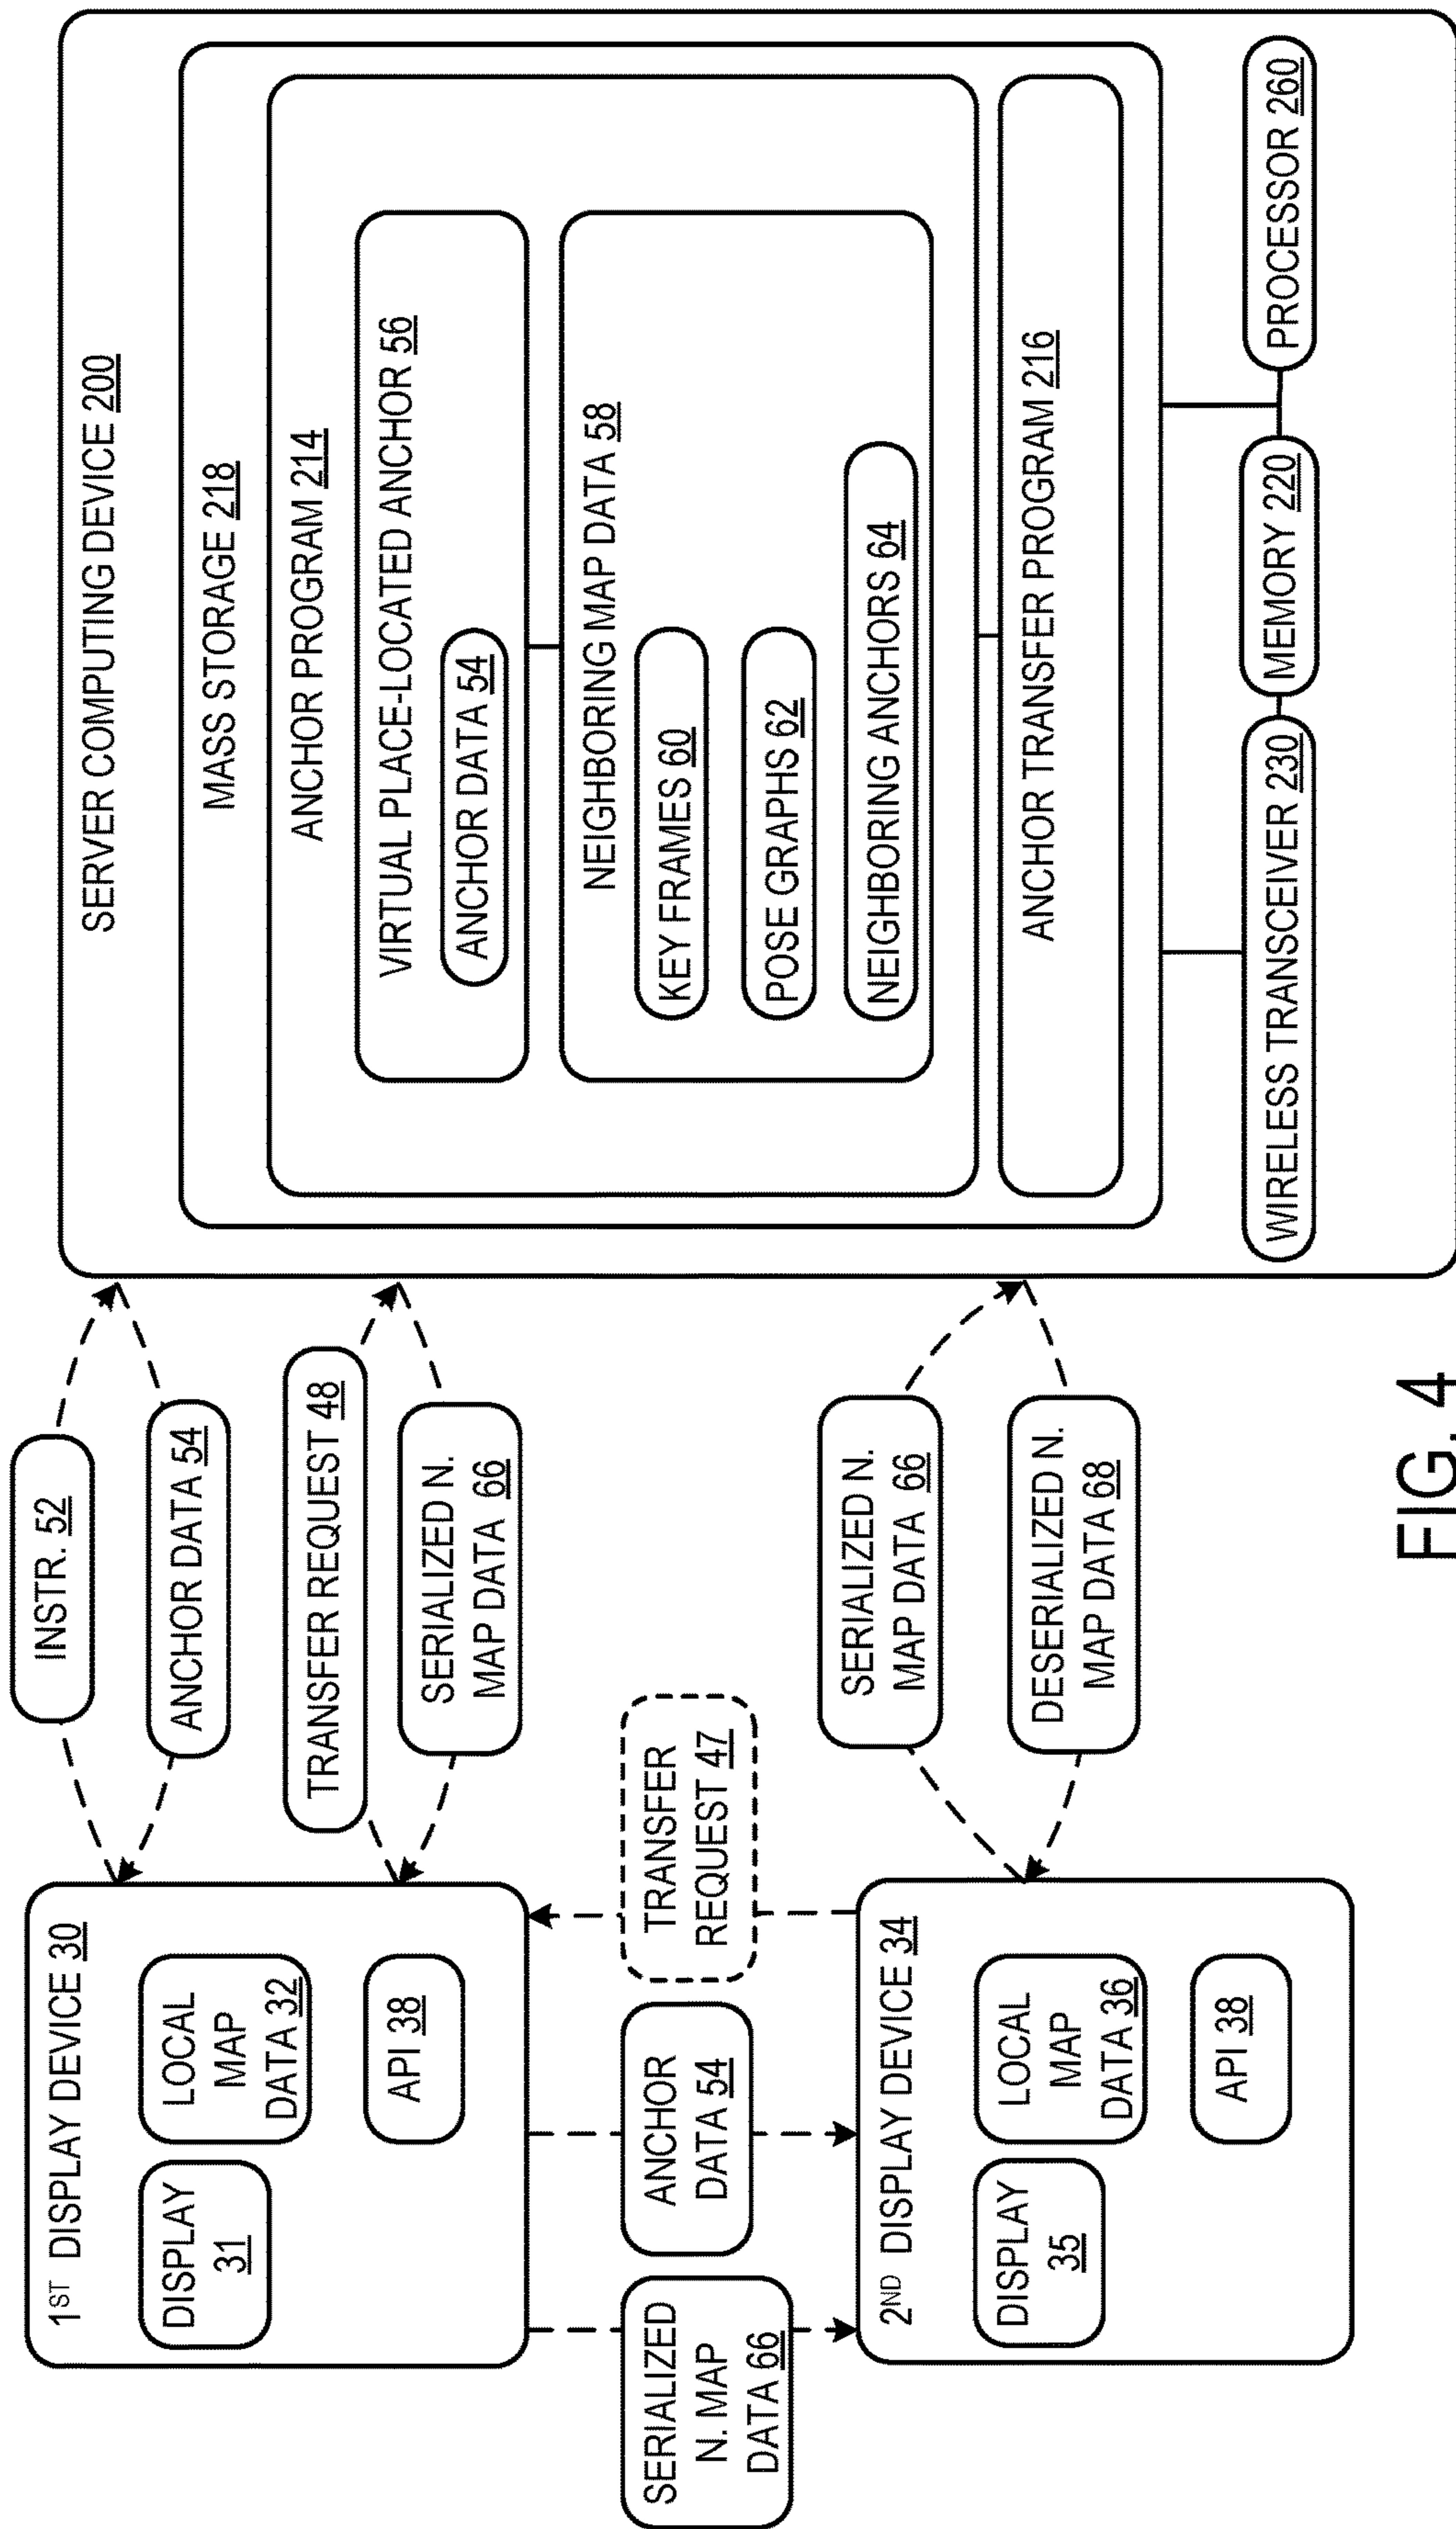 1ST DISPLAY DEVICE 30
DISPLAY
31
LOCAL
MAP
DATA 32
API 38
INSTR. 52
ANCHOR DATA 54
TRANSFER REQUEST 48
SERIALIZED N.
MAP DATA 66
SERIALIZED
N. MAP
DATA 66
ANCHOR
DATA 54
TRANSFER
REQUEST 47
2ND DISPLAY DEVICE 34
DISPLAY
35
LOCAL
MAP
DATA 36
API 38
SERIALIZED N.
MAP DATA 66
DESERIALIZED N.
MAP DATA 68
SERVER COMPUTING DEVICE 200
MASS STORAGE 218
ANCHOR PROGRAM 214
VIRTUAL PLACE-LOCATED ANCHOR 56
ANCHOR DATA 54
NEIGHBORING MAP DATA 58
KEY FRAMES 60
POSE GRAPHS 62
NEIGHBORING ANCHORS 64
ANCHOR TRANSFER PROGRAM 216
WIRELESS TRANSCEIVER 230
MEMORY 220
PROCESSOR 260
FIG. 4